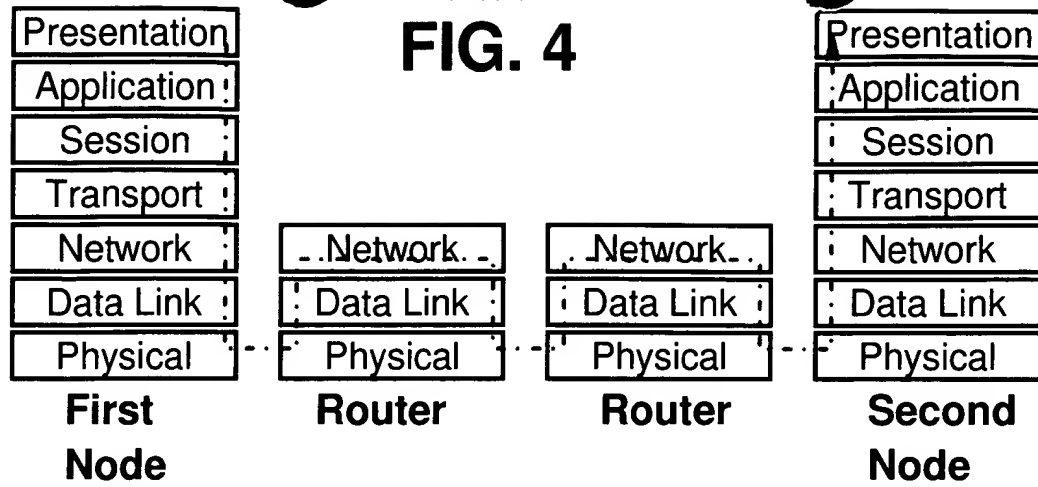 FIG. 4
Presentation
Application
Session
Transport
Network
Data Link
Physical
First
Node
Network
Data Link
Physical
Router
Network
Data Link
Physical
Router
Presentation
Application
Session
Transport
Network
Data Link
Physical
Second
Node